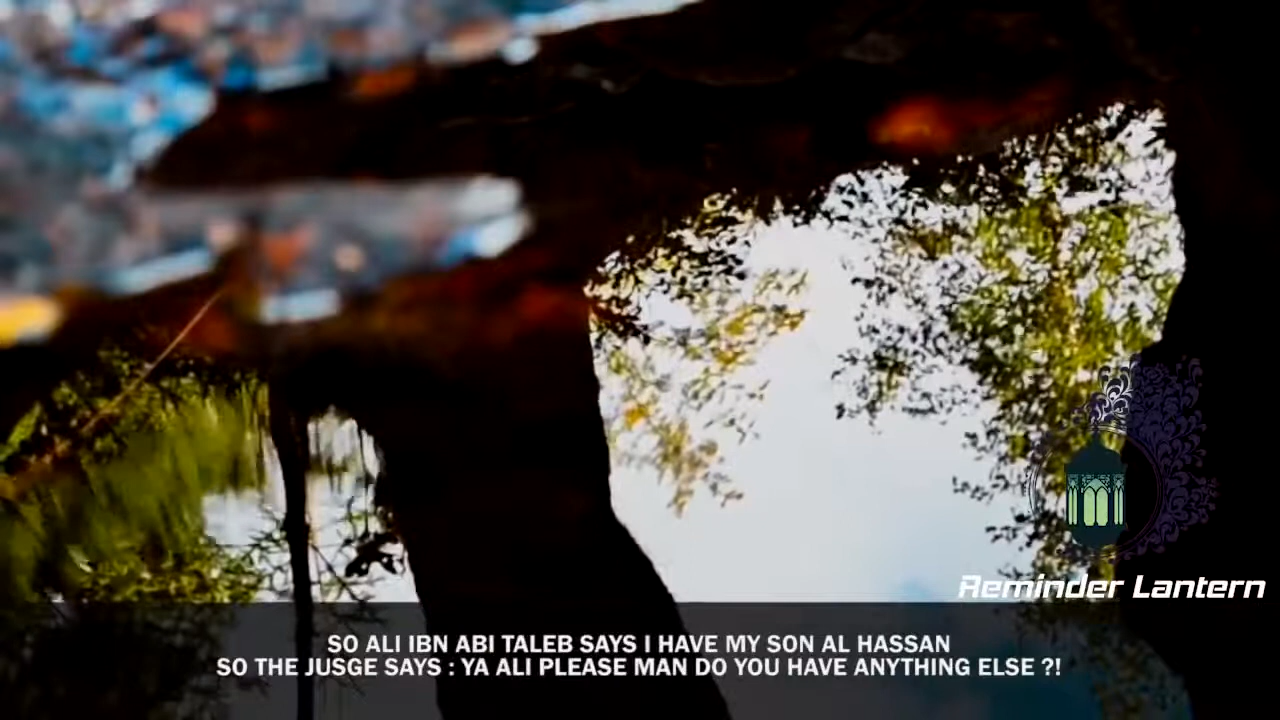 Reminder Lantern
SO ALI IBN ABI TALEB SAYS I HAVE MY SON AL HASSAN
SO THE JUSGE SAYS : YA ALI PLEASE MAN DO YOU HAVE ANYTHING ELSE ?!